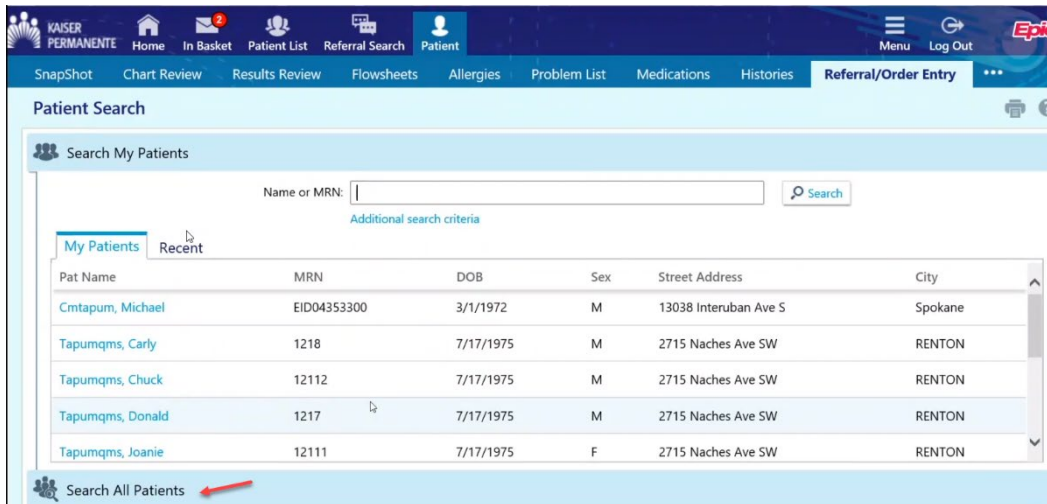 KAISER PERMANENTE
Home In Basket 2 Patient List Referral Search Patient Menu Log Out Epic
SnapShot Chart Review Results Review Flowsheets Allergies Problem List Medications Histories Referral/Order Entry •••
Patient Search
Search My Patients
Name or MRN: Search
Additional search criteria
My Patients Recent
Pat Name MRN DOB Sex Street Address City
Cmtapum, Michael EID04353300 3/1/1972 M 13038 Interuban Ave S Spokane
Tapumqms, Carly 1218 7/17/1975 M 2715 Naches Ave SW RENTON
Tapumqms, Chuck 12112 7/17/1975 M 2715 Naches Ave SW RENTON
Tapumqms, Donald 1217 7/17/1975 M 2715 Naches Ave SW RENTON
Tapumqms, Joanie 12111 7/17/1975 F 2715 Naches Ave SW RENTON
Search All Patients